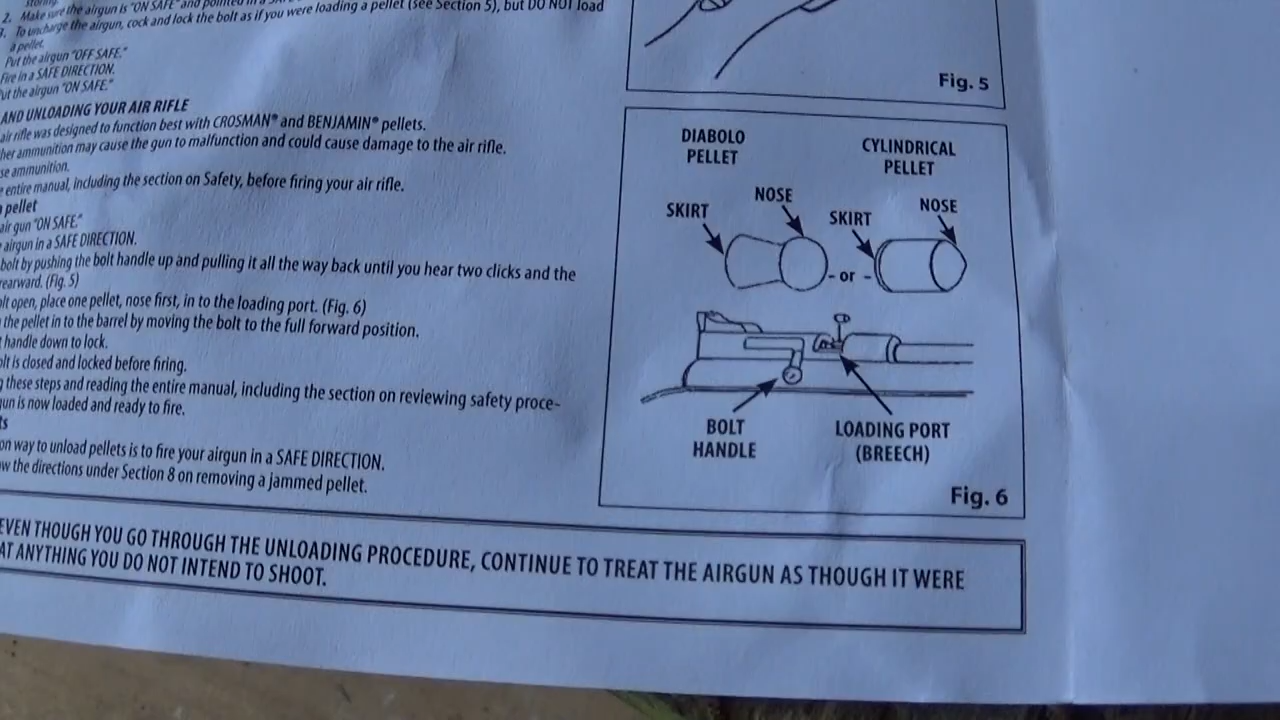 2. Make sure the airgun is "ON SAFE" and pointed in a
To uncharge the airgun, cock and lock the bolt as if you were loading a pellet (see Section 5), but DO NOT load
a pellet.
Put the airgun "OFF SAFE."
Fire in a SAFE DIRECTION.
the airgun "ON SAFE."
AND UNLOADING YOUR AIR RIFLE
air rifle was designed to function best with CROSMAN® and BENJAMIN® pellets.
ammunition may cause the gun to malfunction and could cause damage to the air rifle.
ammunition.
entire manual, including the section on Safety, before firing your air rifle.
pellet
air gun "ON SAFE."
airgun in a SAFE DIRECTION.
bolt by pushing the bolt handle up and pulling it all the way back until you hear two clicks and the
rearward. (Fig. 5)
open, place one pellet, nose first, in to the loading port. (Fig. 6)
the pellet in to the barrel by moving the bolt to the full forward position.
handle down to lock.
is closed and locked before firing.
these steps and reading the entire manual, including the section on reviewing safety proce-
is now loaded and ready to fire.
way to unload pellets is to fire your airgun in a SAFE DIRECTION.
the directions under Section 8 on removing a jammed pellet.
EVEN THOUGH YOU GO THROUGH THE UNLOADING PROCEDURE, CONTINUE TO TREAT THE AIRGUN AS THOUGH IT WERE
AT ANYTHING YOU DO NOT INTEND TO SHOOT.
Fig. 5
DIABOLO
PELLET
CYLINDRICAL
PELLET
SKIRT
NOSE
SKIRT
NOSE
- or -
BOLT
HANDLE
LOADING PORT
(BREECH)
Fig. 6